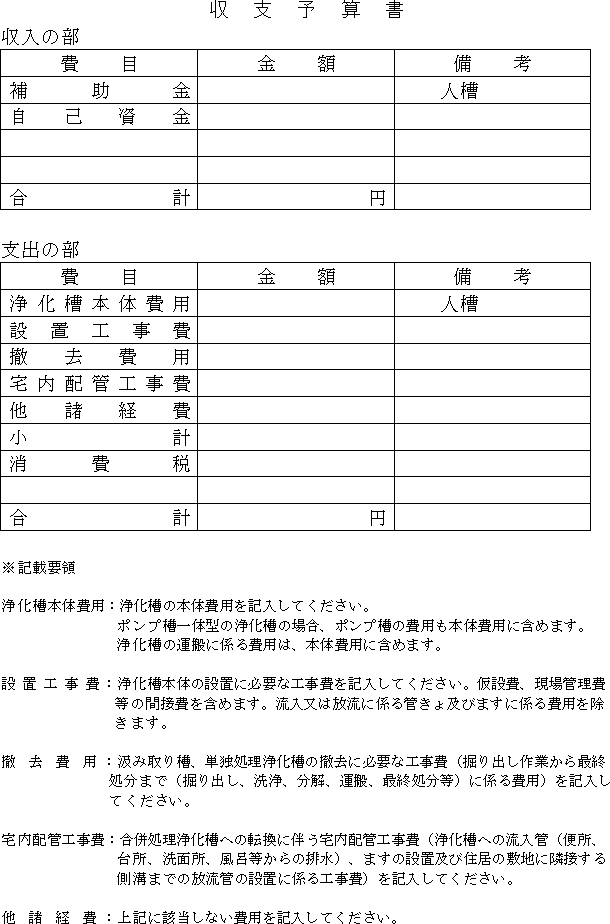 収支予算書
収入の部
費目 金額 備考
補助金 人槽
自己資金
合計 円
支出の部
費目 金額 備考
浄化槽本体費用 人槽
設置工事費
撤去費用
宅内配管工事費
他諸経費
小計
消費税
合計 円
※記載要領
浄化槽本体費用：浄化槽の本体費用を記入してください。
ポンプ槽一体型の浄化槽の場合、ポンプ槽の費用も本体費用に含めます。
浄化槽の運搬に係る費用は、本体費用に含めます。
設置工事費：浄化槽本体の設置に必要な工事費を記入してください。仮設費、現場管理費
等の間接費を含めます。流入又は放流に係る管きょ及びますに係る費用を除
きます。
撤去費用：汲み取り槽、単独処理浄化槽の撤去に必要な工事費（掘り出し作業から最終
処分まで（掘り出し、洗浄、分解、運搬、最終処分等）に係る費用）を記入し
てください。
宅内配管工事費：合併処理浄化槽への転換に伴う宅内配管工事費（浄化槽への流入管（便所、
台所、洗面所、風呂等からの排水）、ますの設置及び住居の敷地に隣接する
側溝までの放流管の設置に係る工事費）を記入してください。
他諸経費：上記に該当しない費用を記入してください。